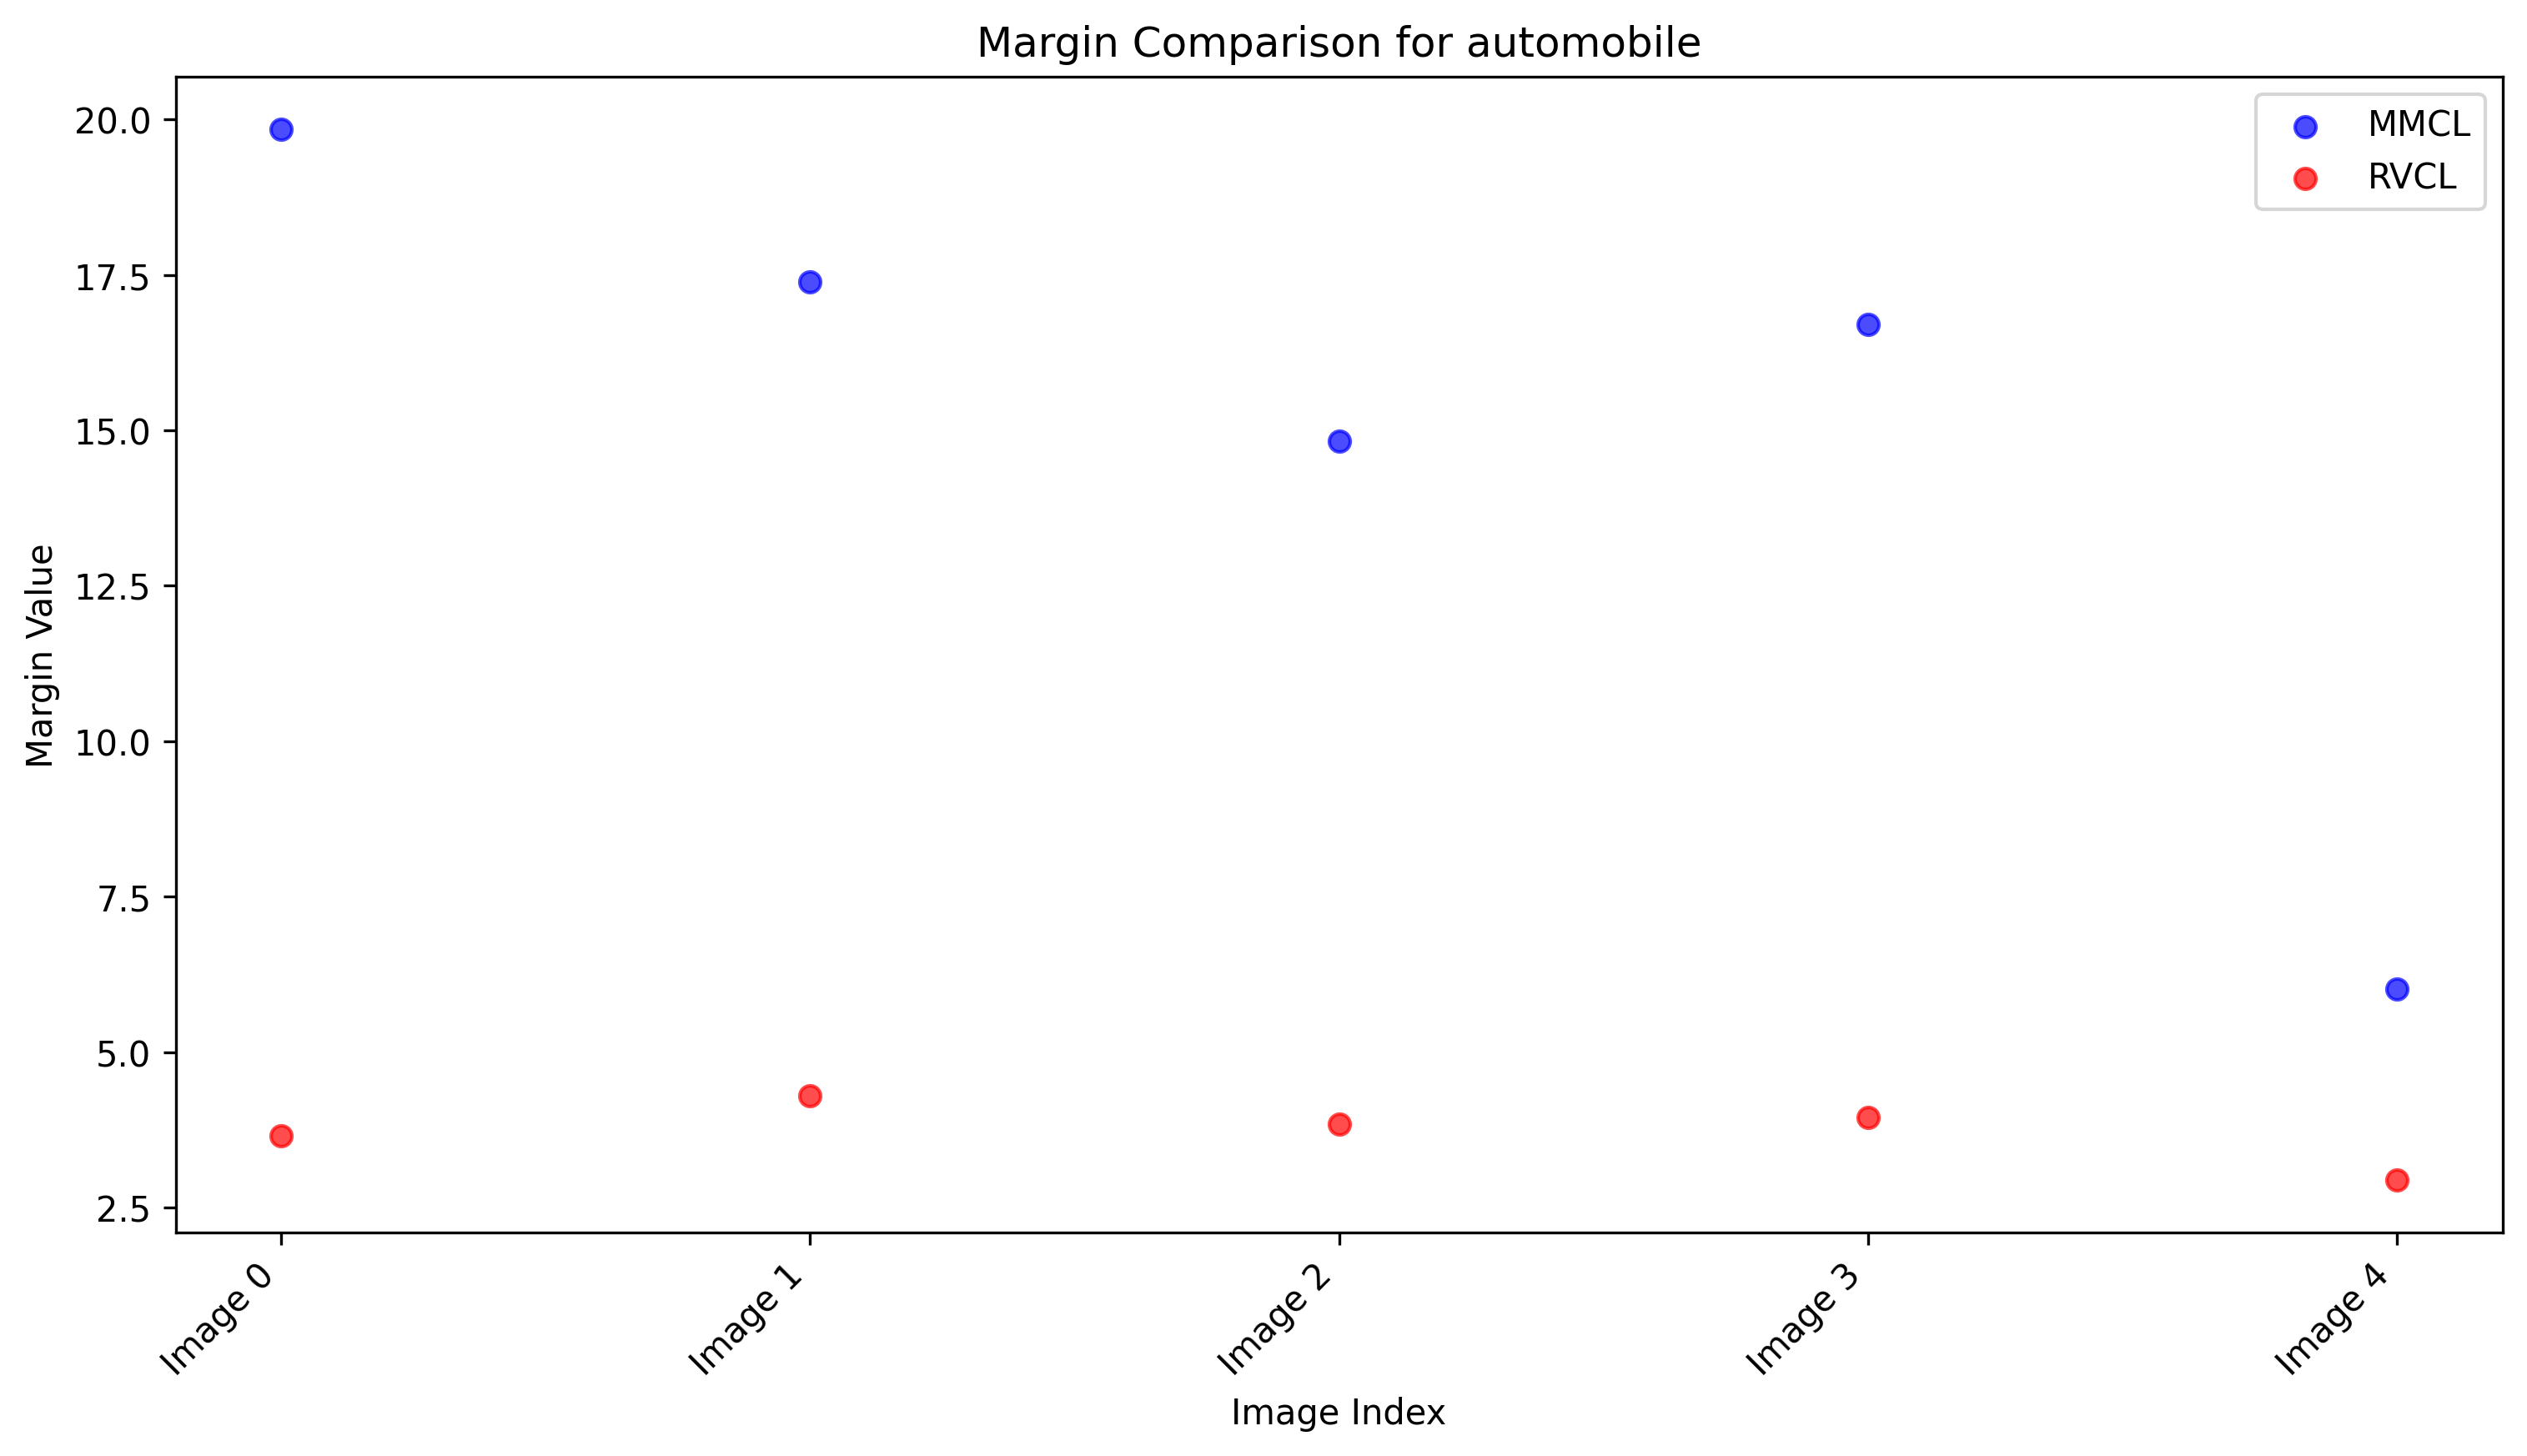 Margin Comparison for automobile
MMCL
RVCL
Margin Value
20.0
17.5
15.0
12.5
10.0
7.5
5.0
2.5
Image 0
Image 1
Image 2
Image 3
Image 4
Image Index